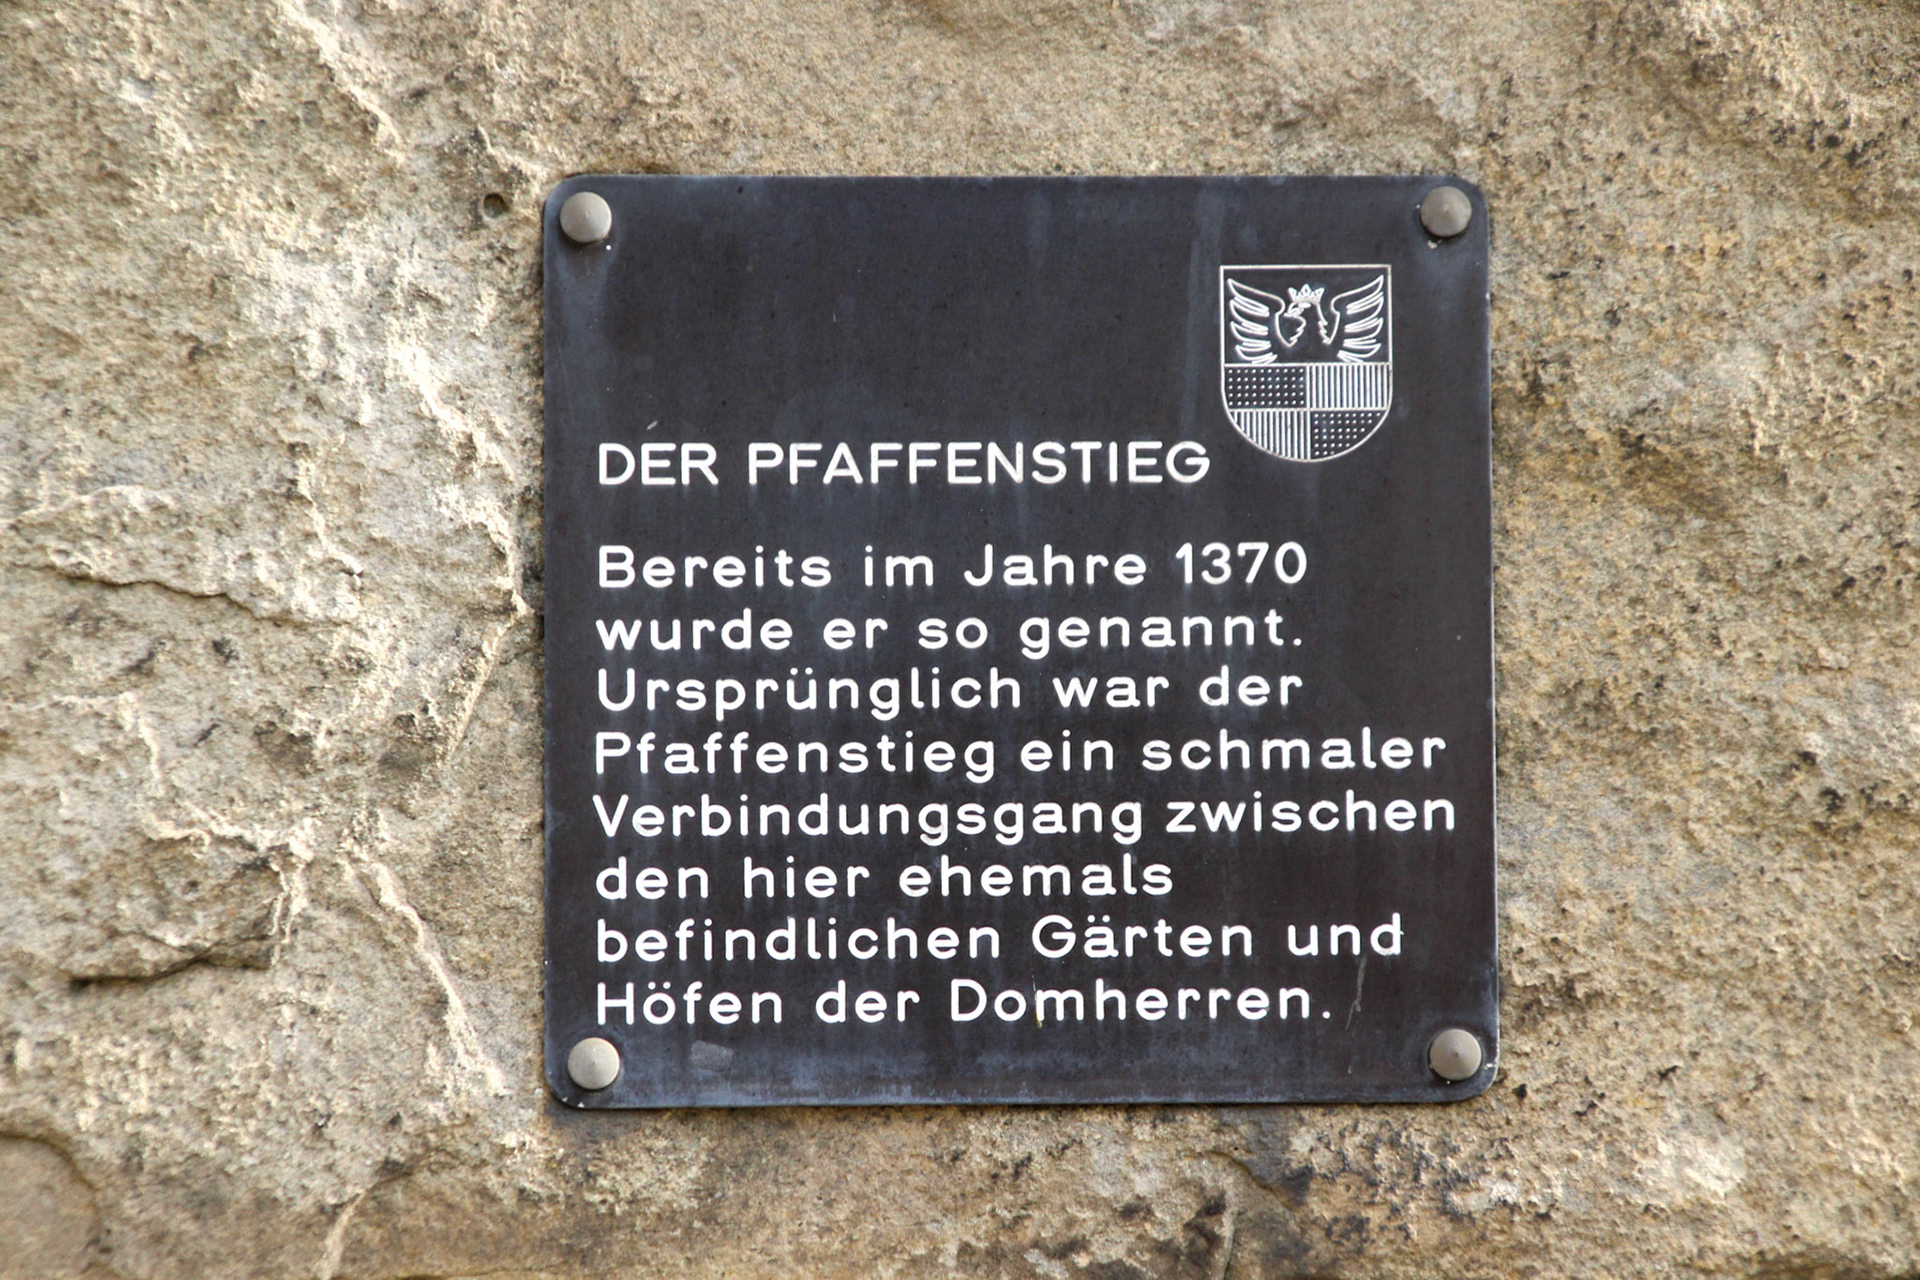 DER PFAFFENSTIEG
Bereits im Jahre 1370
wurde er so genannt.
Ursprünglich war der
Pfaffenstieg ein schmaler
Verbindungsgang zwischen
den hier ehemals
befindlichen Gärten und
Höfen der Domherren.